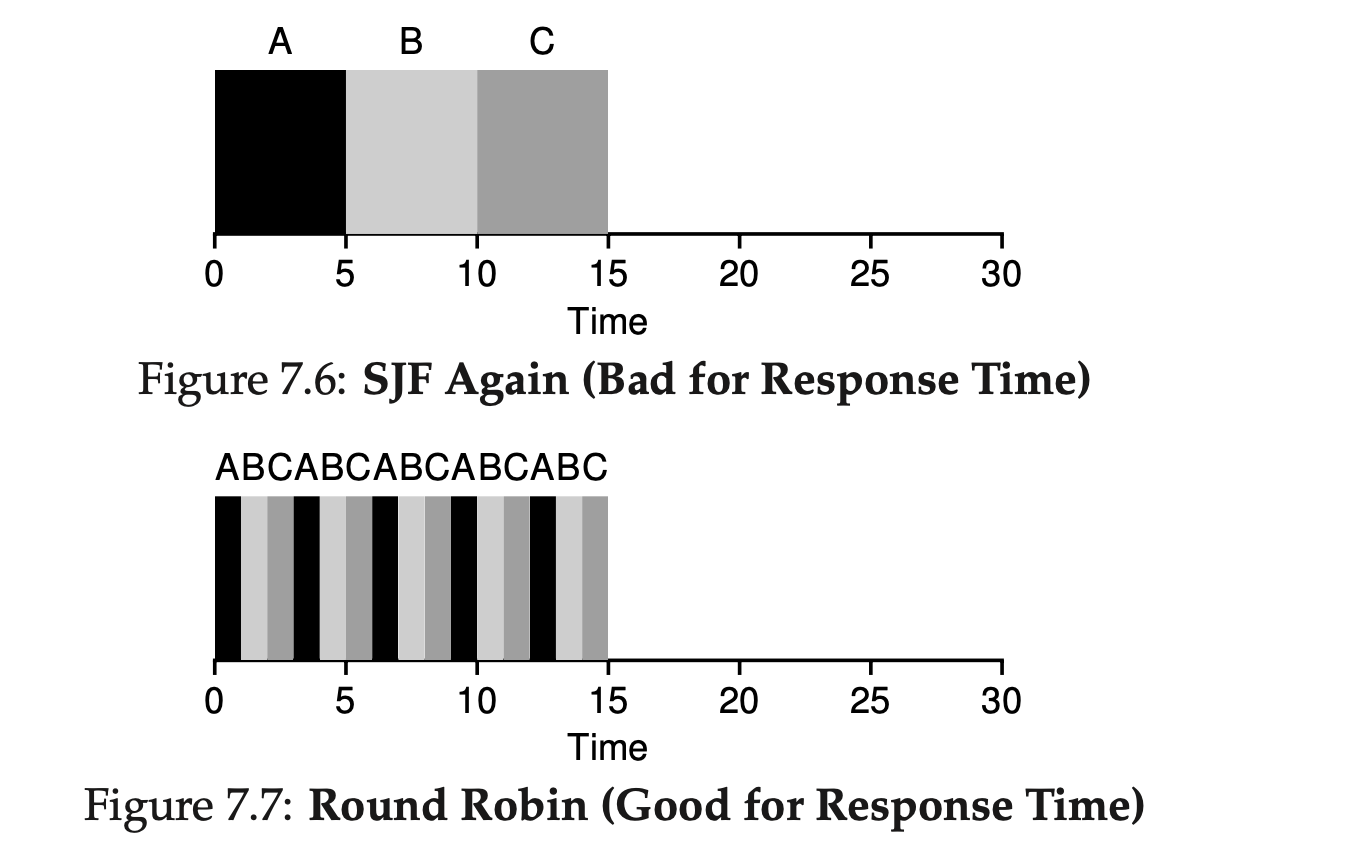 A B C
0 5 10 15 20 25 30
Time
Figure 7.6: SJF Again (Bad for Response Time)
ABCABCABCABCABC
0 5 10 15 20 25 30
Time
Figure 7.7: Round Robin (Good for Response Time)